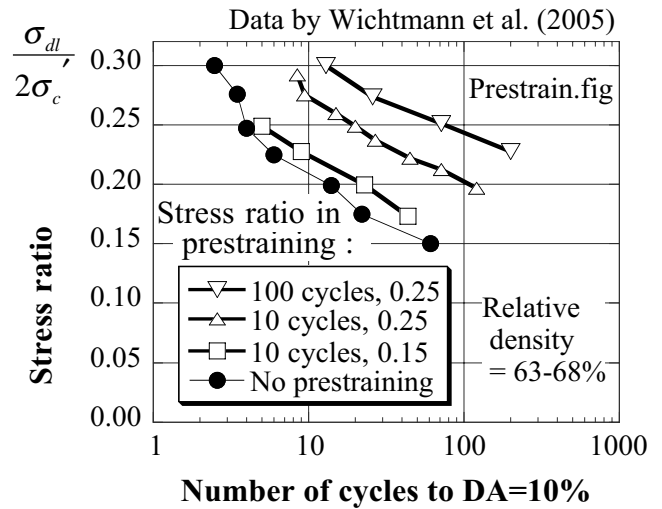 Data by Wichtmann et al. (2005)
σdl
2σc′
0.30
0.25
0.20
0.15
0.10
0.05
0.00
Stress ratio
Prestrain.fig
Stress ratio in
prestraining :
100 cycles, 0.25
10 cycles, 0.25
10 cycles, 0.15
No prestraining
Relative
density
= 63-68%
1 10 100 1000
Number of cycles to DA=10%